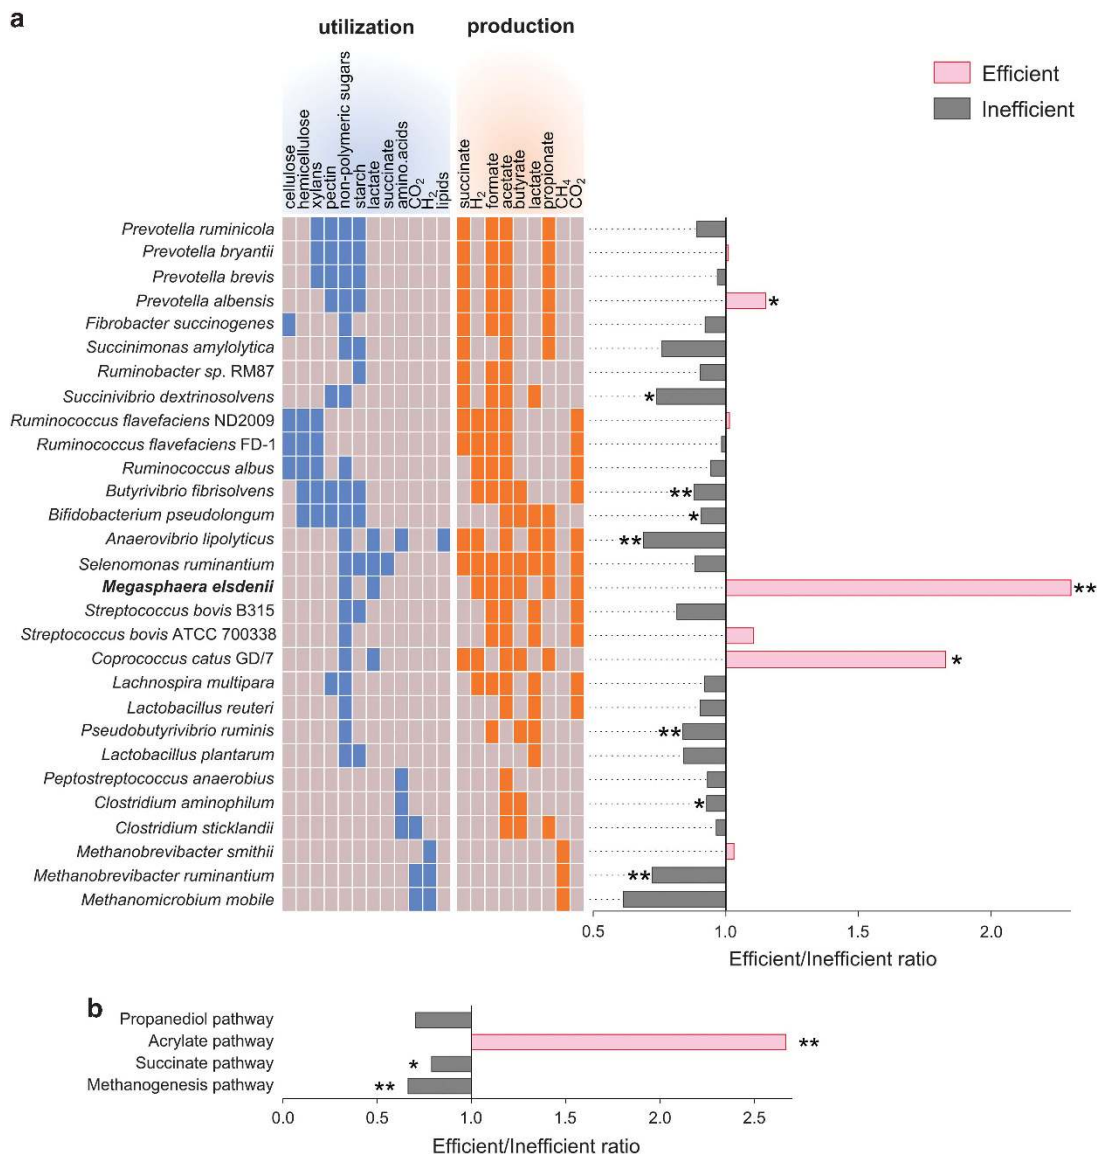 a
utilization
production
cellulose
hemicellulose
xylans
pectin
non-polymeric sugars
starch
lactate
succinate
amino.acids
CO2
H2
lipids
succinate
H2
formate
acetate
butyrate
lactate
propionate
CH4
CO2
Efficient
Inefficient
Prevotella ruminicola
Prevotella bryantii
Prevotella brevis
Prevotella albensis
*
Fibrobacter succinogenes
Succinimonas amylolytica
Ruminobacter sp. RM87
Succinivibrio dextrinosolvens
*
Ruminococcus flavefaciens ND2009
Ruminococcus flavefaciens FD-1
Ruminococcus albus
Butyrivibrio fibrisolvens
**
Bifidobacterium pseudolongum
*
Anaerovibrio lipolyticus
**
Selenomonas ruminantium
Megasphaera elsdenii
**
Streptococcus bovis B315
Streptococcus bovis ATCC 700338
Coprococcus catus GD/7
*
Lachnospira multipara
Lactobacillus reuteri
Pseudobutyrivibrio ruminis
**
Lactobacillus plantarum
Peptostreptococcus anaerobius
Clostridium aminophilum
*
Clostridium sticklandii
Methanobrevibacter smithii
Methanobrevibacter ruminantium
**
Methanomicrobium mobile
0.5 1.0 1.5 2.0
Efficient/Inefficient ratio
b
Propanediol pathway
Acrylate pathway
**
Succinate pathway
*
Methanogenesis pathway
**
0.0 0.5 1.0 1.5 2.0 2.5
Efficient/Inefficient ratio